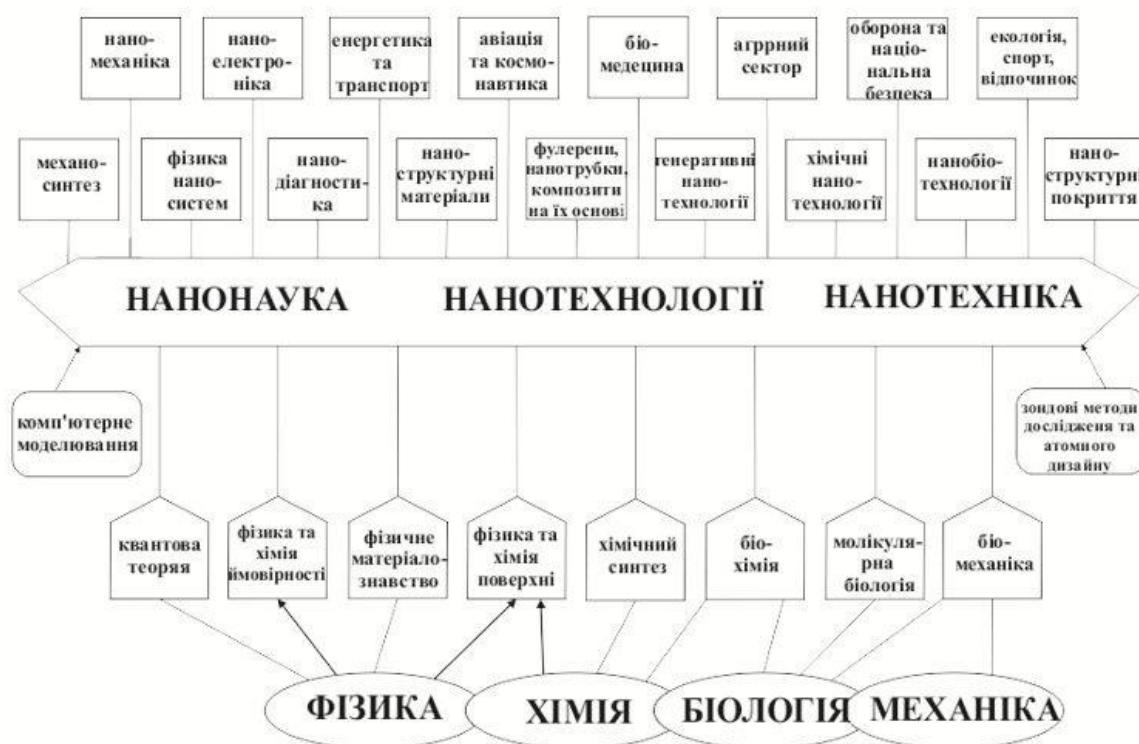 нано-
механіка
нано-
електро-
ніка
енергетика
та
транспорт
авіація
та космо-
навтика
біо-
медецина
агррний
сектор
оборона та
націо-
нальна
безпека
екологія,
спорт,
відпочинок
механо-
синтез
фізика
нано-
систем
нано-
діагности-
ка
нано-
структурні
матеріали
фулерени,
нанотрубки,
композити
на їх основі
генеративні
нано-
технології
хімічні
нано-
технології
нанобіо-
технології
нано-
структурні
покриття
НАНОНАУКА
НАНОТЕХНОЛОГІЇ
НАНОТЕХНІКА
комп'ютерне
моделювання
зондові методи
дослідженя та
атомного
дизайну
квантова
теоряя
фізика та
хімія
ймовірності
фізичне
матеріало-
знавство
фізика та
хімія
поверхні
хімічний
синтез
біо-
хімія
молікуля-
рна
біологія
біо-
механіка
ФІЗИКА
ХІМІЯ
БІОЛОГІЯ
МЕХАНІКА